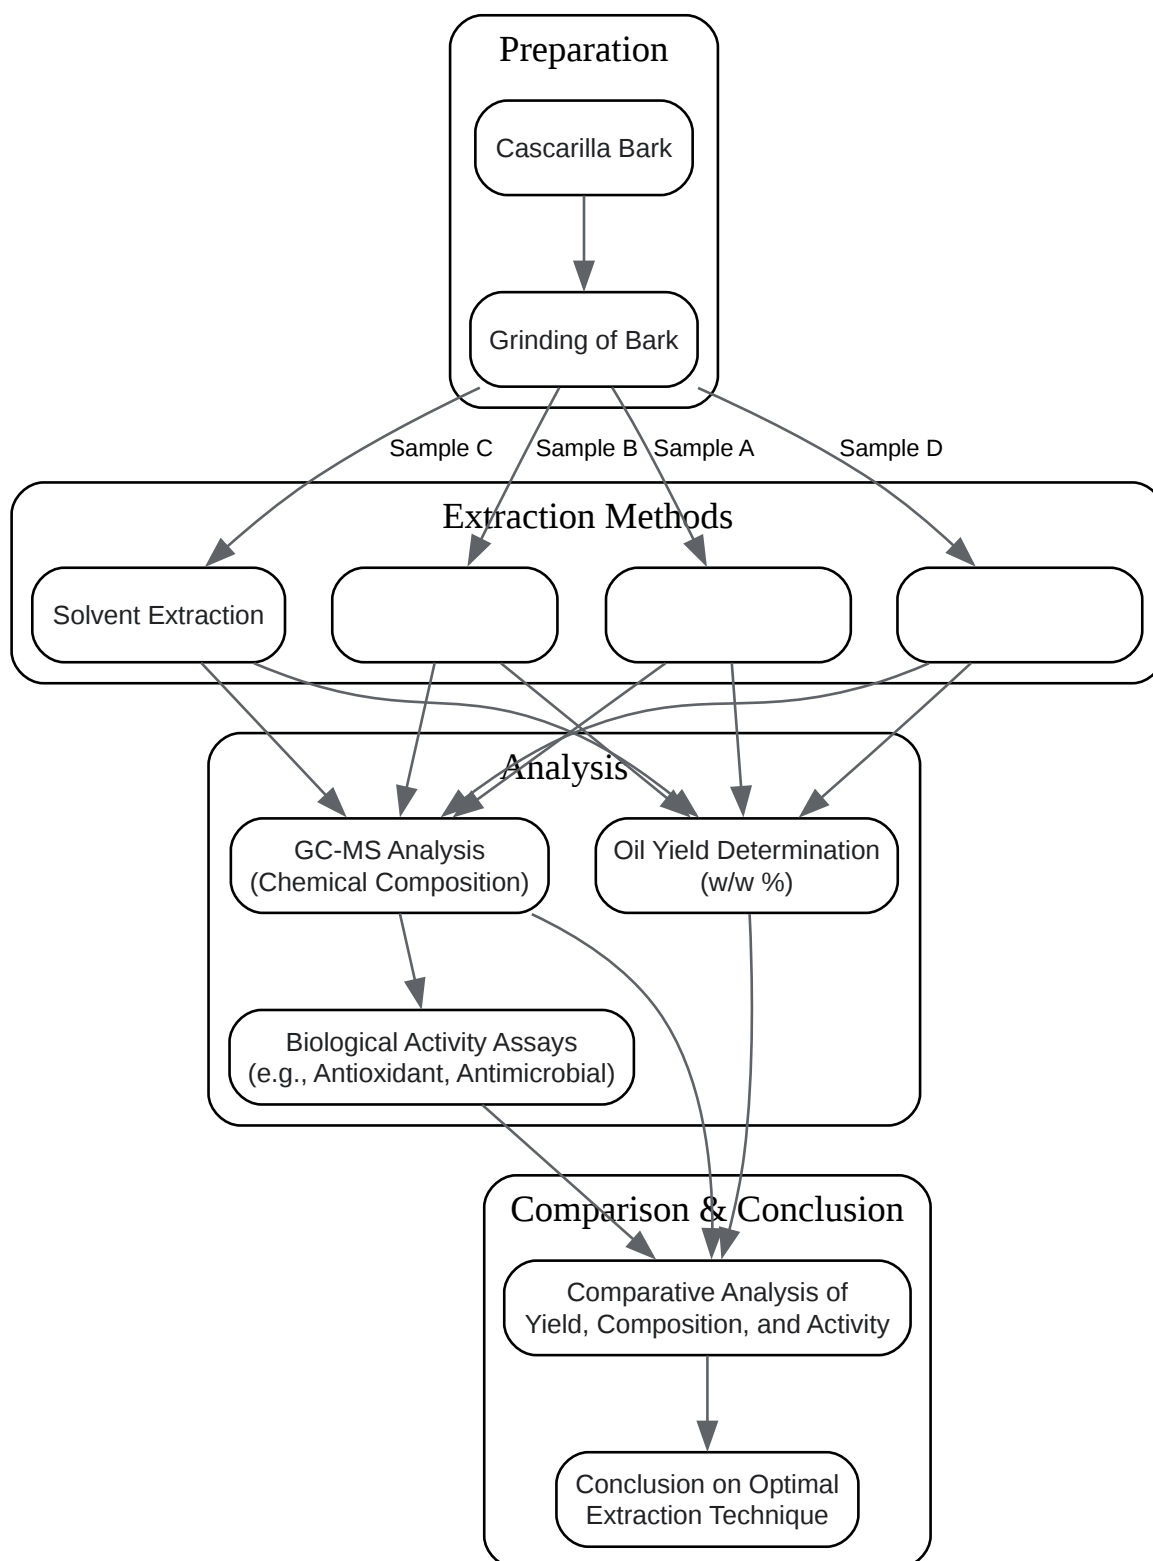 Preparation
Cascarilla Bark
Grinding of Bark
Sample C
Sample B
Sample A
Sample D
Extraction Methods
Solvent Extraction
Analysis
GC-MS Analysis
(Chemical Composition)
Oil Yield Determination
(w/w %)
Biological Activity Assays
(e.g., Antioxidant, Antimicrobial)
Comparison & Conclusion
Comparative Analysis of
Yield, Composition, and Activity
Conclusion on Optimal
Extraction Technique